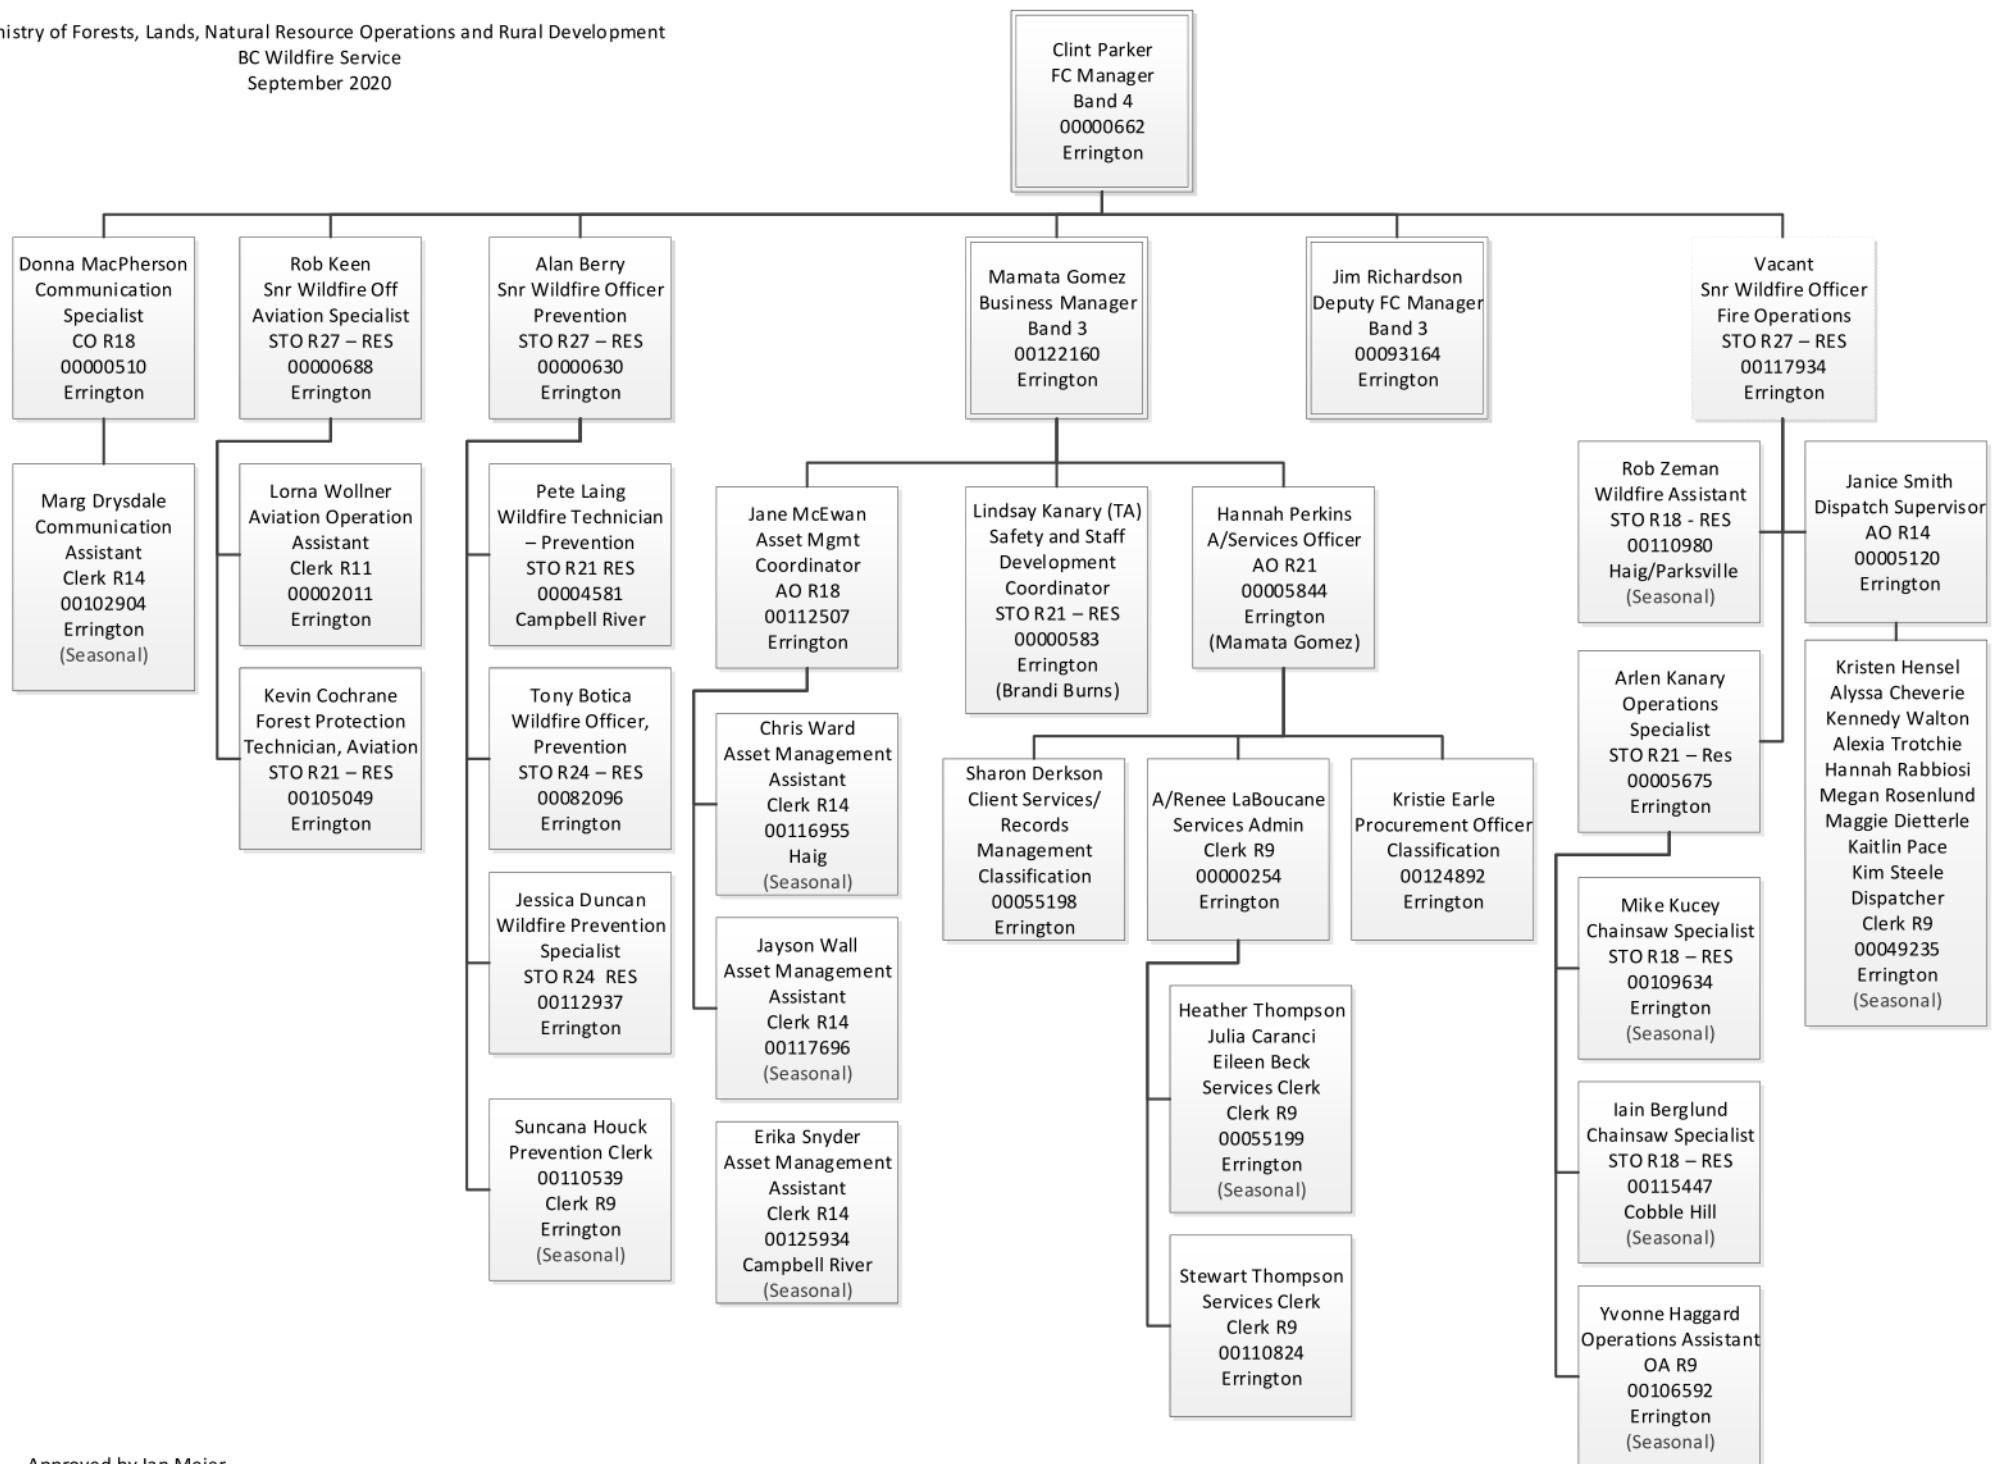 nistry of Forests, Lands, Natural Resource Operations and Rural Development
BC Wildfire Service
September 2020
Clint Parker
FC Manager
Band 4
00000662
Errington
Donna MacPherson
Communication
Specialist
CO R18
00000510
Errington
Rob Keen
Snr Wildfire Off
Aviation Specialist
STO R27 – RES
00000688
Errington
Alan Berry
Snr Wildfire Officer
Prevention
STO R27 – RES
00000630
Errington
Mamata Gomez
Business Manager
Band 3
00122160
Errington
Jim Richardson
Deputy FC Manager
Band 3
00093164
Errington
Vacant
Snr Wildfire Officer
Fire Operations
STO R27 – RES
00117934
Errington
Marg Drysdale
Communication
Assistant
Clerk R14
00102904
Errington
(Seasonal)
Lorna Wollner
Aviation Operation
Assistant
Clerk R11
00002011
Errington
Kevin Cochrane
Forest Protection
Technician, Aviation
STO R21 – RES
00105049
Errington
Pete Laing
Wildfire Technician
– Prevention
STO R21 RES
00004581
Campbell River
Tony Botica
Wildfire Officer,
Prevention
STO R24 – RES
00082096
Errington
Jessica Duncan
Wildfire Prevention
Specialist
STO R24 RES
00112937
Errington
Suncana Houck
Prevention Clerk
00110539
Clerk R9
Errington
(Seasonal)
Jane McEwan
Asset Mgmt
Coordinator
AO R18
00112507
Errington
Chris Ward
Asset Management
Assistant
Clerk R14
00116955
Haig
(Seasonal)
Jayson Wall
Asset Management
Assistant
Clerk R14
00117696
(Seasonal)
Erika Snyder
Asset Management
Assistant
Clerk R14
00125934
Campbell River
(Seasonal)
Lindsay Kanary (TA)
Safety and Staff
Development
Coordinator
STO R21 – RES
00000583
Errington
(Brandi Burns)
Hannah Perkins
A/Services Officer
AO R21
00005844
Errington
(Mamata Gomez)
Sharon Derkson
Client Services/
Records
Management
Classification
00055198
Errington
A/Renee LaBoucane
Services Admin
Clerk R9
00000254
Errington
Kristie Earle
Procurement Officer
Classification
00124892
Errington
Heather Thompson
Julia Caranci
Eileen Beck
Services Clerk
Clerk R9
00055199
Errington
(Seasonal)
Stewart Thompson
Services Clerk
Clerk R9
00110824
Errington
Rob Zeman
Wildfire Assistant
STO R18 - RES
00110980
Haig/Parksville
(Seasonal)
Janice Smith
Dispatch Supervisor
AO R14
00005120
Errington
Arlen Kanary
Operations
Specialist
STO R21 – Res
00005675
Errington
Kristen Hensel
Alyssa Cheverie
Kennedy Walton
Alexia Trotchie
Hannah Rabbiosi
Megan Rosenlund
Maggie Dietterle
Kaitlin Pace
Kim Steele
Dispatcher
Clerk R9
00049235
Errington
(Seasonal)
Mike Kucey
Chainsaw Specialist
STO R18 – RES
00109634
Errington
(Seasonal)
Iain Berglund
Chainsaw Specialist
STO R18 – RES
00115447
Cobble Hill
(Seasonal)
Yvonne Haggard
Operations Assistant
OA R9
00106592
Errington
(Seasonal)
Approved by Ian Meier